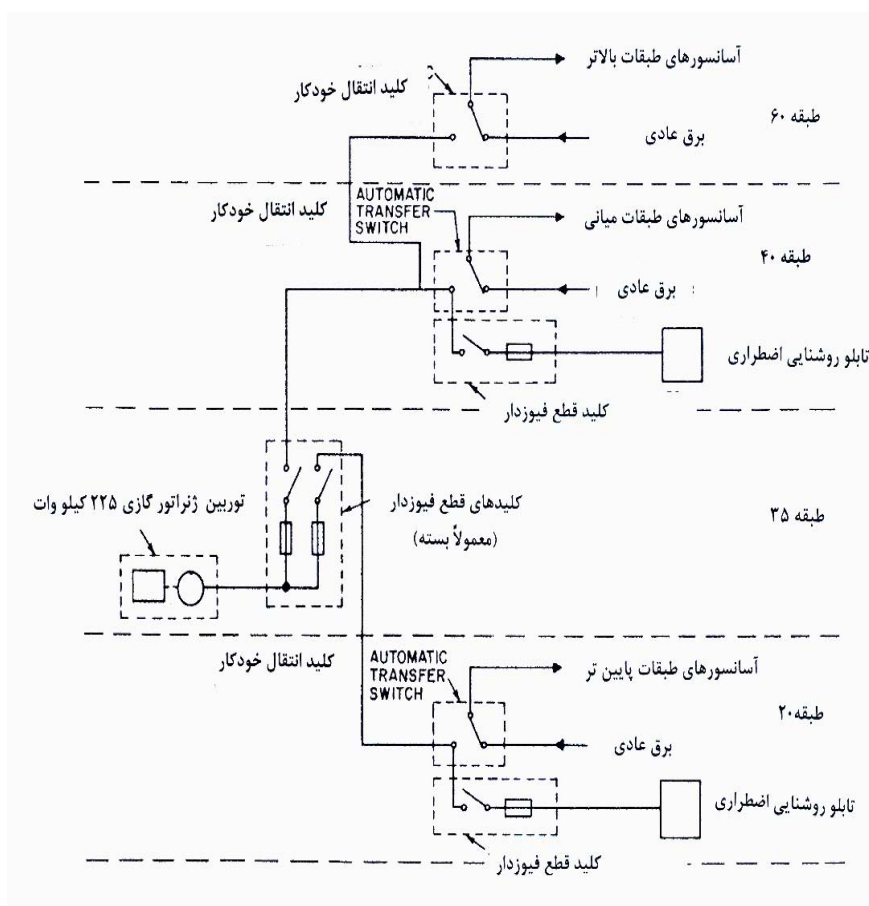 آسانسورهای طبقات بالاتر
کلید انتقال خودکار
طبقه ۶۰
برق عادی
AUTOMATIC
TRANSFER
SWITCH
کلید انتقال خودکار
آسانسورهای طبقات میانی
طبقه ۴۰
برق عادی
تابلو روشنایی اضطراری
کلید قطع فیوزدار
توربین ژنراتور گازی ۲۲۵ کیلو وات
کلیدهای قطع فیوزدار
(معمولاً بسته)
طبقه ۳۵
کلید انتقال خودکار
AUTOMATIC
TRANSFER
SWITCH
آسانسورهای طبقات پایین تر
طبقه۲۰
برق عادی
تابلو روشنایی اضطراری
کلید قطع فیوزدار